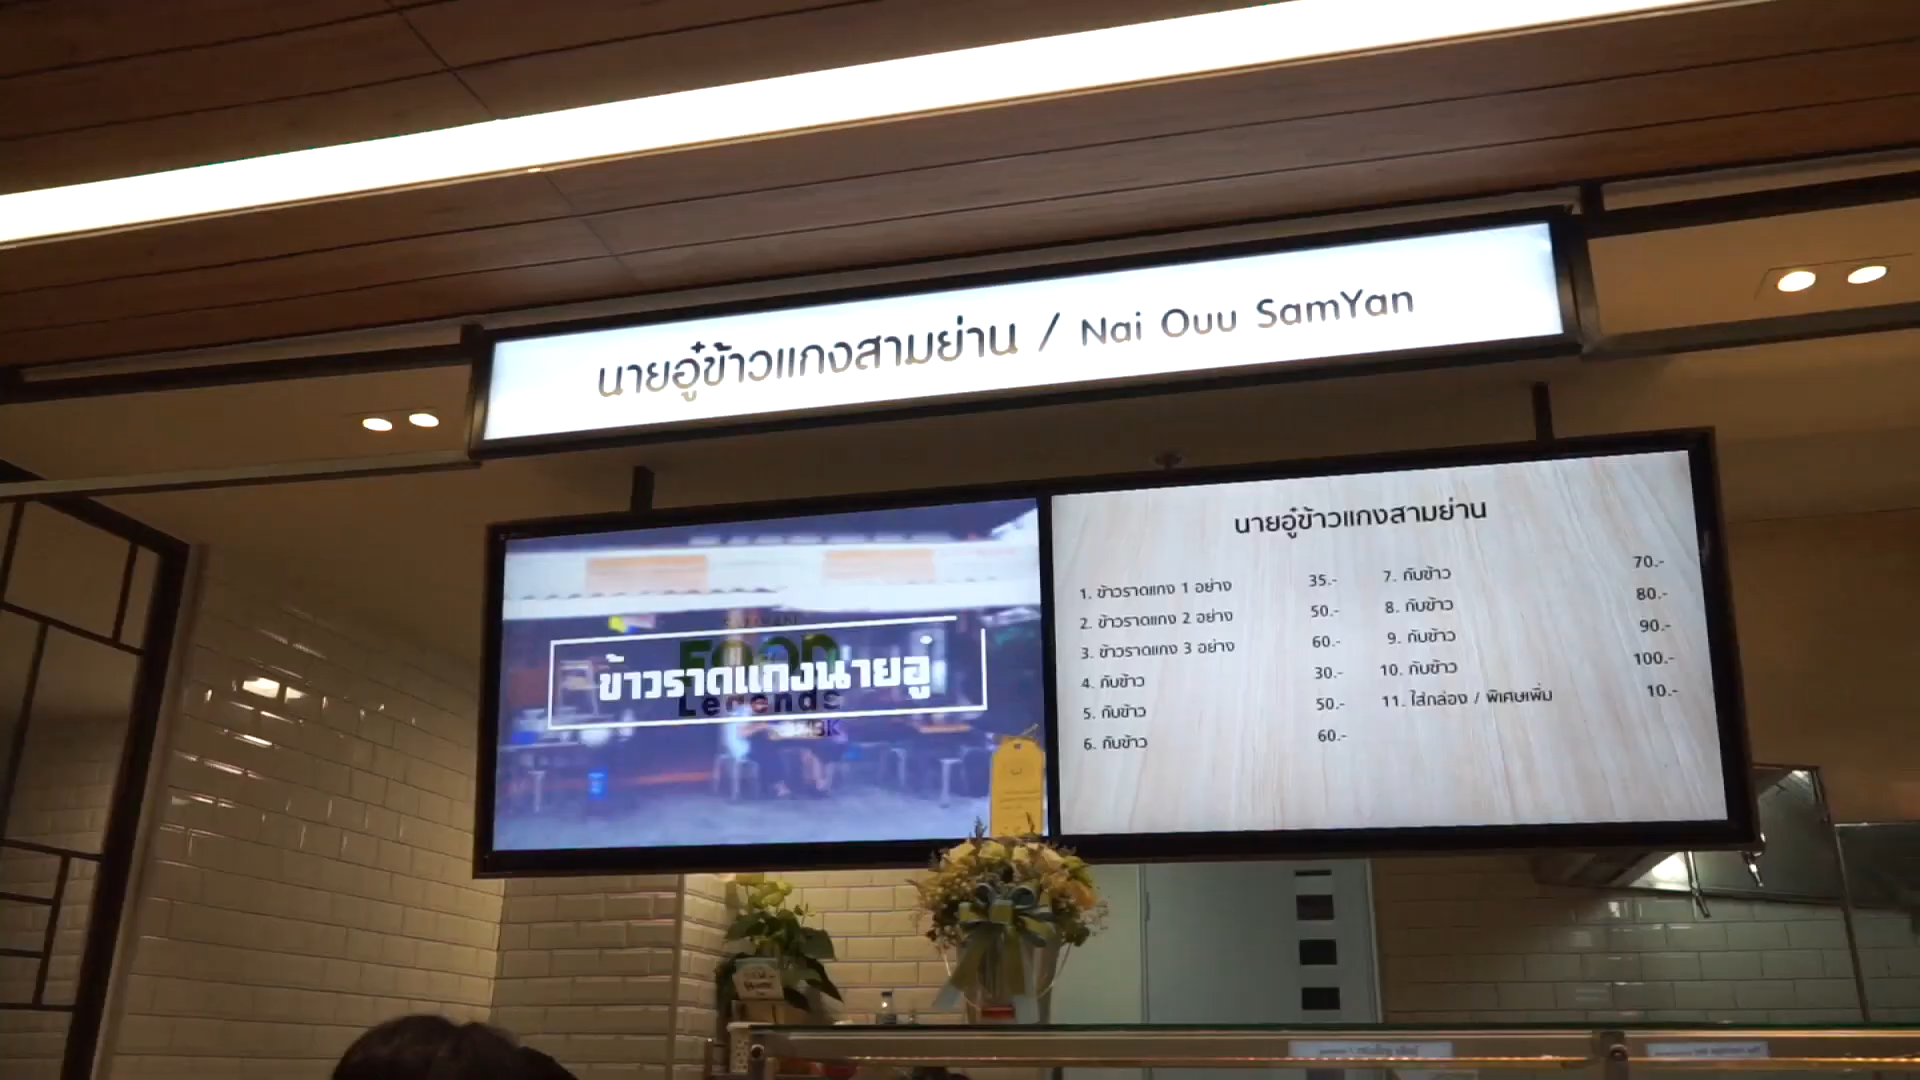 นายอู๋ข้าวแกงสามย่าน / Nai Ouu SamYan
FOOD
ข้าวราดแกงนายอู๋
Legends
MBK
นายอู๋ข้าวแกงสามย่าน
1. ข้าวราดแกง 1 อย่าง 35.-
2. ข้าวราดแกง 2 อย่าง 50.-
3. ข้าวราดแกง 3 อย่าง 60.-
4. กับข้าว 30.-
5. กับข้าว 50.-
6. กับข้าว 60.-
7. กับข้าว 70.-
8. กับข้าว 80.-
9. กับข้าว 90.-
10. กับข้าว 100.-
11. ใส่กล่อง / พิเศษเพิ่ม 10.-